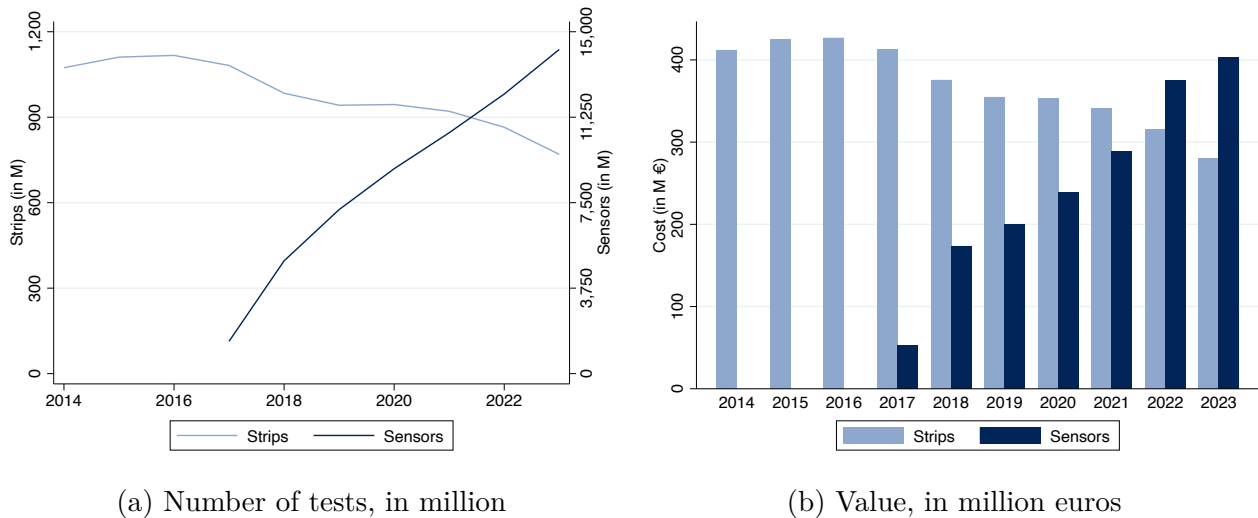 1,200
900
600
300
0
Strips (in M)
15,000
11,250
7,500
3,750
0
Sensors (in M)
2014 2016 2018 2020 2022
Strips Sensors
(a) Number of tests, in million
400
300
200
100
0
Cost (in M €)
2014 2015 2016 2017 2018 2019 2020 2021 2022 2023
Strips Sensors
(b) Value, in million euros